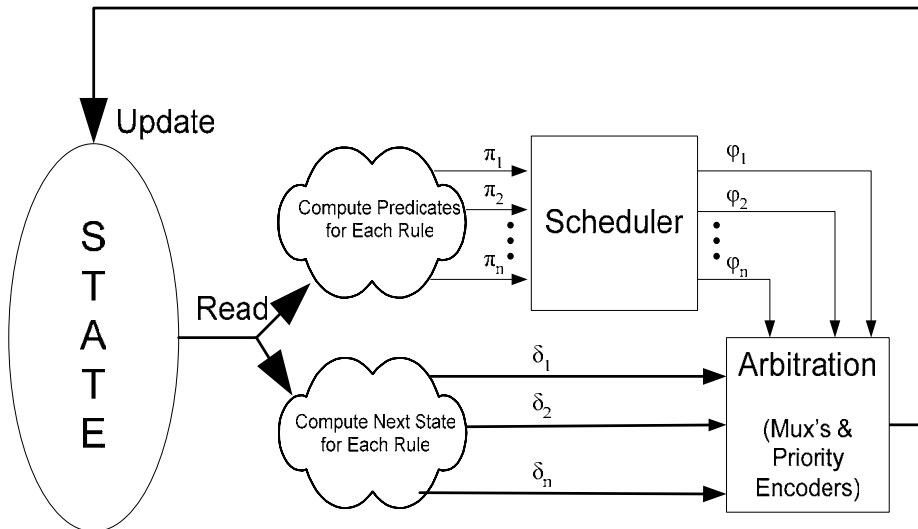 Update
S
T
A
T
E
Read
Compute Predicates
for Each Rule
π1
π2
πn
Scheduler
φ1
φ2
φn
Compute Next State
for Each Rule
δ1
δ2
δn
Arbitration
(Mux's &
Priority
Encoders)